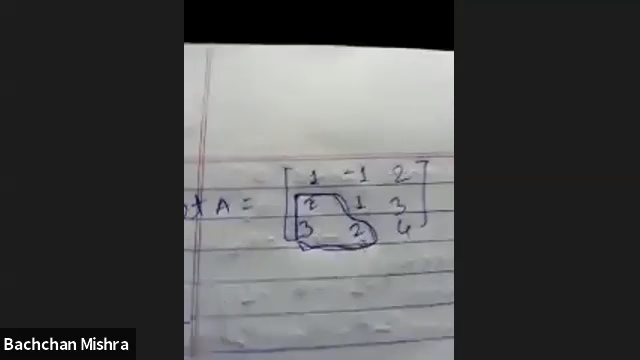 A = [ 1 -1 2
2 1 3
3 2 4 ]
Bachchan Mishra